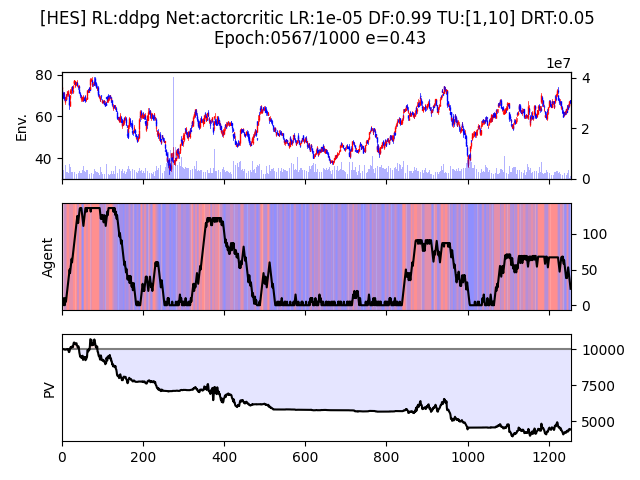 [HES] RL:ddpg Net:actorcritic LR:1e-05 DF:0.99 TU:[1,10] DRT:0.05
Epoch:0567/1000 e=0.43
1e7
80
60
40
Env.
4
2
0
Agent
100
50
0
PV
10000
7500
5000
0 200 400 600 800 1000 1200